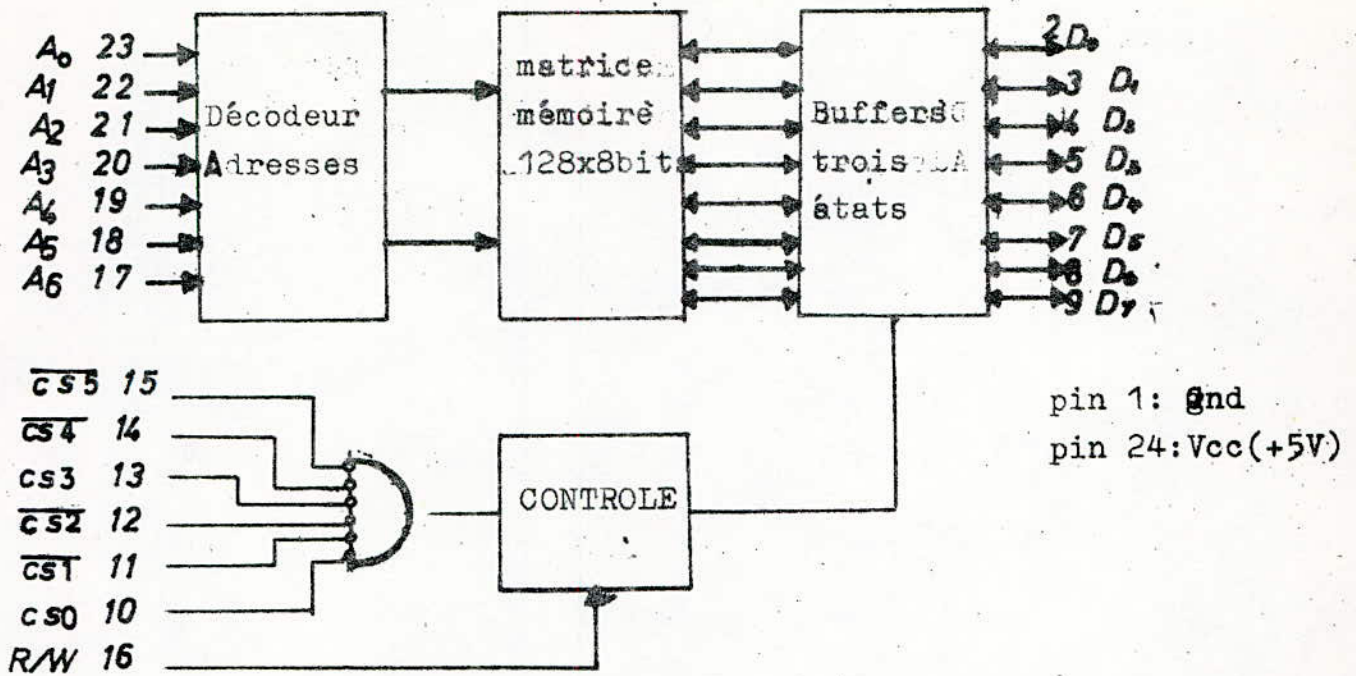 A0 23
A1 22
A2 21
A3 20
A4 19
A5 18
A6 17
Décodeur
Adresses
matrice
mémoire
128x8bit
Buffers
trois
átats
2 D0
3 D1
4 D2
5 D3
6 D4
7 D5
8 D6
9 D7
CS5 15
CS4 14
CS3 13
CS2 12
CS1 11
CS0 10
R/W 16
CONTROLE
pin 1: gnd
pin 24:Vcc(+5V)